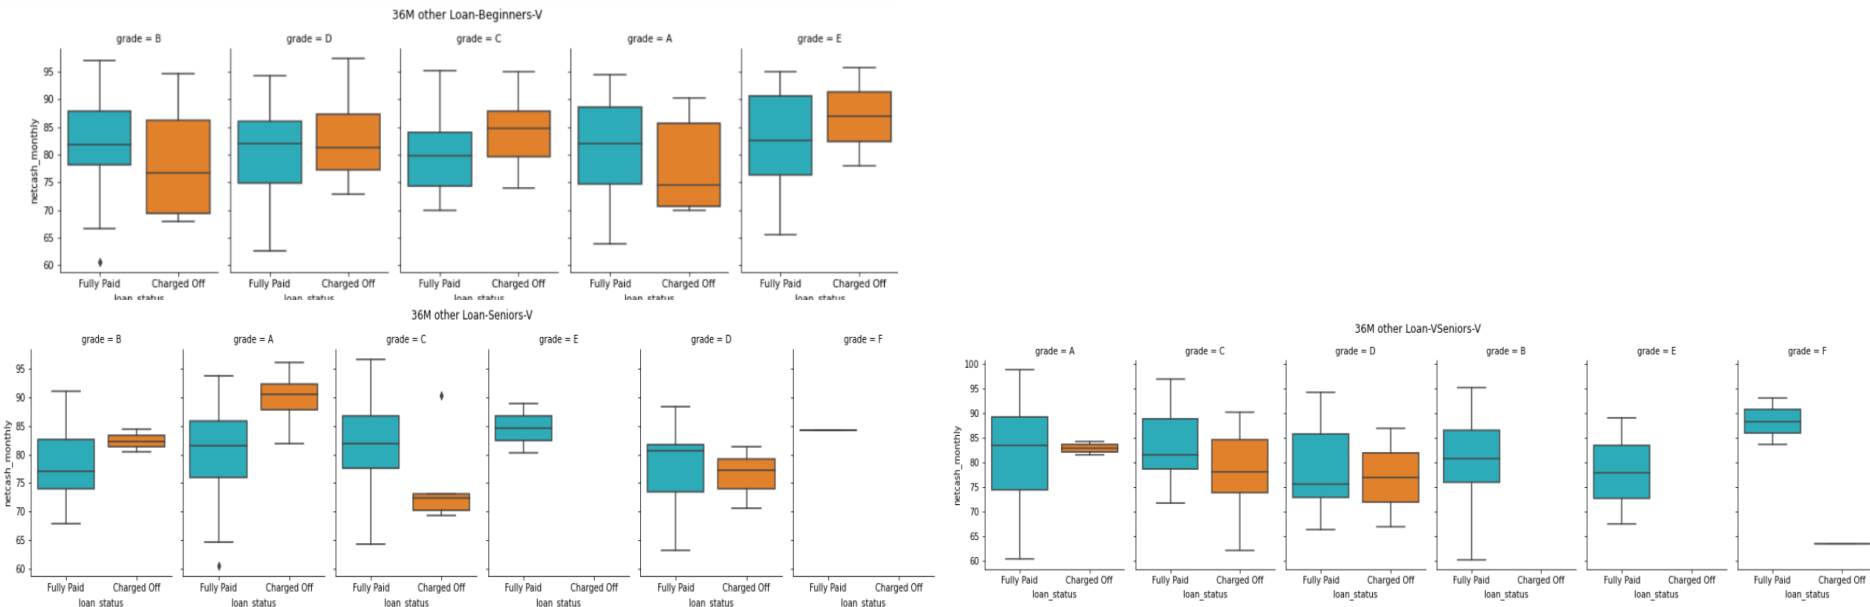 36M other Loan-Beginners-V
grade = B grade = D grade = C grade = A grade = E
netcash_monthly
95
90
85
80
75
70
65
60
Fully Paid Charged Off Fully Paid Charged Off Fully Paid Charged Off Fully Paid Charged Off Fully Paid Charged Off
loan_status loan_status loan_status loan_status loan_status
36M other Loan-Seniors-V
grade = B grade = A grade = C grade = E grade = D grade = F
netcash_monthly
95
90
85
80
75
70
65
60
Fully Paid Charged Off Fully Paid Charged Off Fully Paid Charged Off Fully Paid Charged Off Fully Paid Charged Off Fully Paid Charged Off
loan_status loan_status loan_status loan_status loan_status loan_status
36M other Loan-VSeniors-V
grade = A grade = C grade = D grade = B grade = E grade = F
netcash_monthly
100
95
90
85
80
75
70
65
60
Fully Paid Charged Off Fully Paid Charged Off Fully Paid Charged Off Fully Paid Charged Off Fully Paid Charged Off Fully Paid Charged Off
loan_status loan_status loan_status loan_status loan_status loan_status